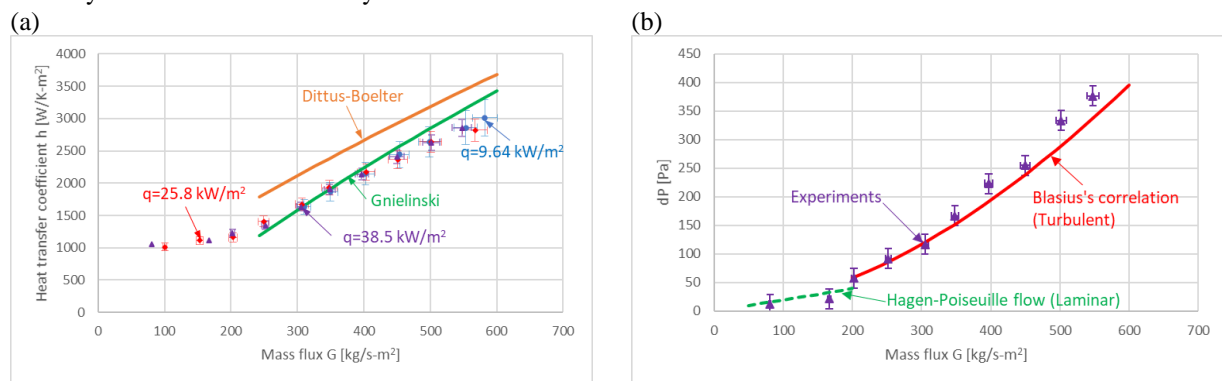 (a)
(b)
Heat transfer coefficient h [W/K-m²]
4000
3500
3000
2500
2000
1500
1000
500
0
Dittus-Boelter
q=9.64 kW/m²
q=25.8 kW/m²
Gnielinski
q=38.5 kW/m²
0 100 200 300 400 500 600 700
Mass flux G [kg/s-m²]
dP [Pa]
450
400
350
300
250
200
150
100
50
0
Experiments
Blasius's correlation
(Turbulent)
Hagen-Poiseuille flow (Laminar)
0 100 200 300 400 500 600 700
Mass flux G [kg/s-m²]